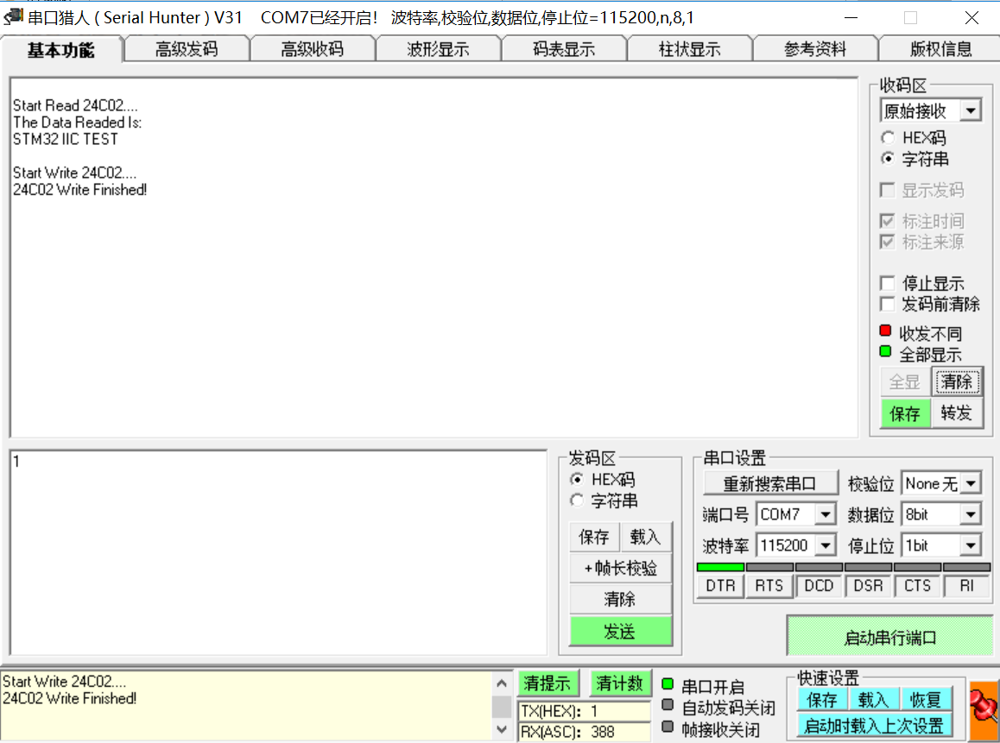 串口猎人 ( Serial Hunter ) V31 COM7已经开启! 波特率,校验位,数据位,停止位=115200,n,8,1
基本功能 高级发码 高级收码 波形显示 码表显示 柱状显示 参考资料 版权信息
Start Read 24C02....
The Data Readed Is:
STM32 IIC TEST
Start Write 24C02....
24C02 Write Finished!
收码区
原始接收
HEX码
字符串
显示发码
标注时间
标注来源
停止显示
发码前清除
收发不同
全部显示
全显 清除
保存 转发
1
发码区
HEX码
字符串
保存 载入
+帧长校验
清除
发送
串口设置
重新搜索串口 校验位 None 无
端口号 COM7 数据位 8bit
波特率 115200 停止位 1bit
DTR RTS DCD DSR CTS RI
启动串行端口
Start Write 24C02....
24C02 Write Finished!
清提示 清计数
TX(HEX): 1
RX(ASC): 388
串口开启
自动发码关闭
帧接收关闭
快速设置
保存 载入 恢复
启动时载入上次设置